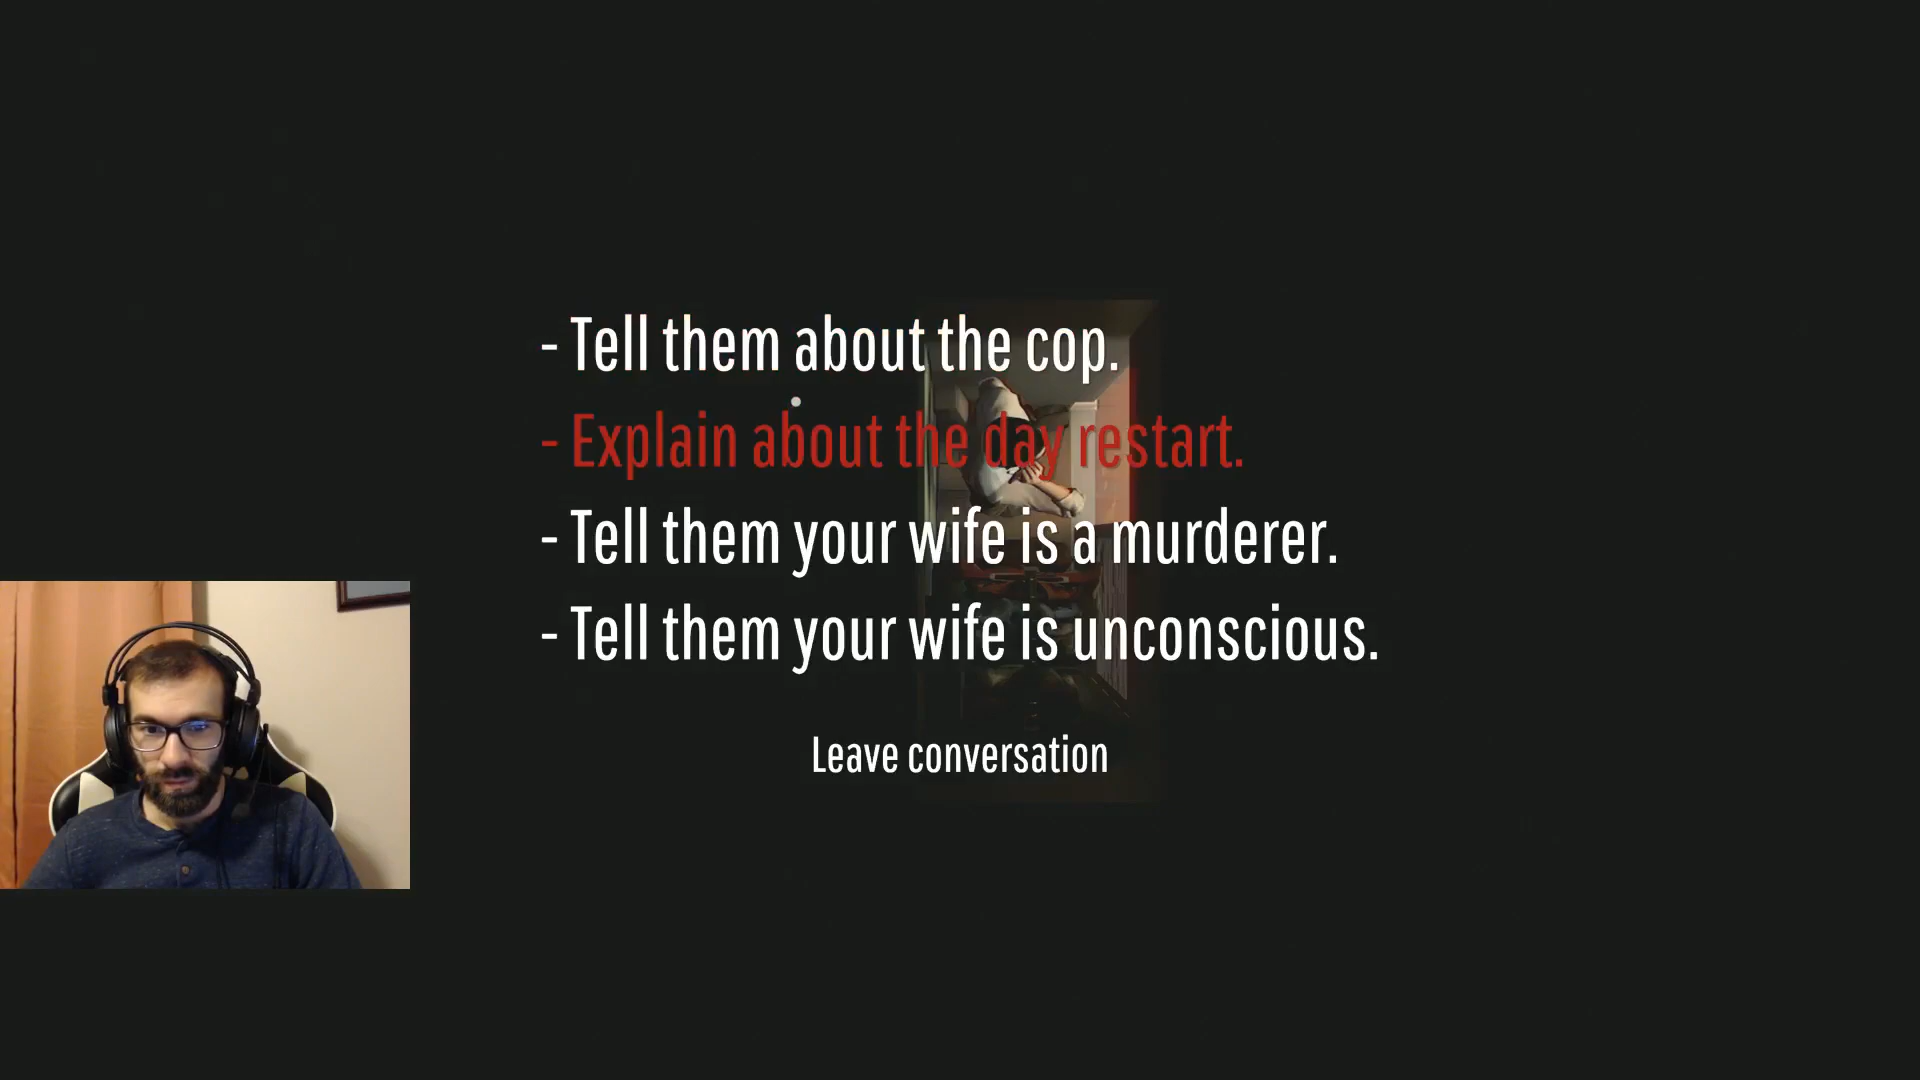 - Tell them about the cop.
- Explain about the day restart.
- Tell them your wife is a murderer.
- Tell them your wife is unconscious.
Leave conversation